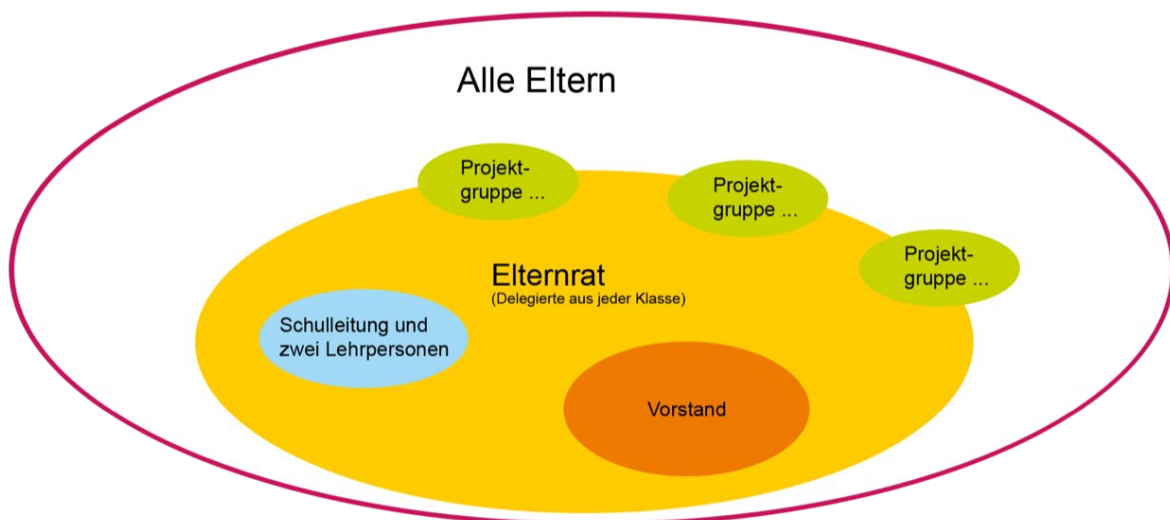 Alle Eltern
Projekt-
gruppe ...
Projekt-
gruppe ...
Projekt-
gruppe ...
Elternrat
(Delegierte aus jeder Klasse)
Schulleitung und
zwei Lehrpersonen
Vorstand